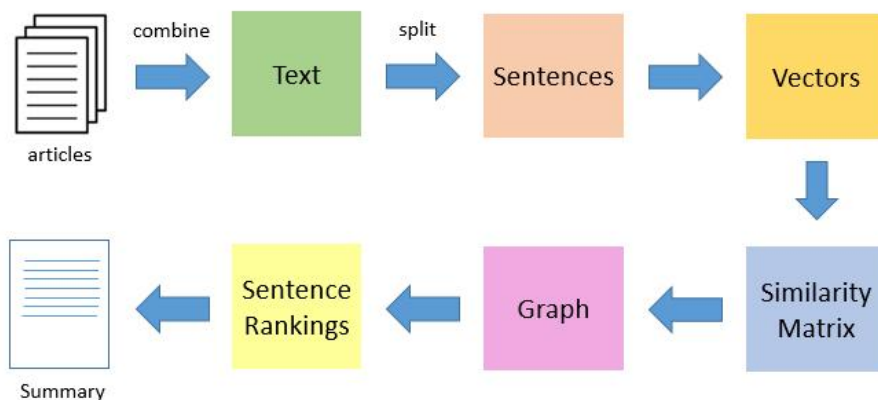 combine
split
Text
Sentences
Vectors
articles
Sentence
Rankings
Graph
Similarity
Matrix
Summary